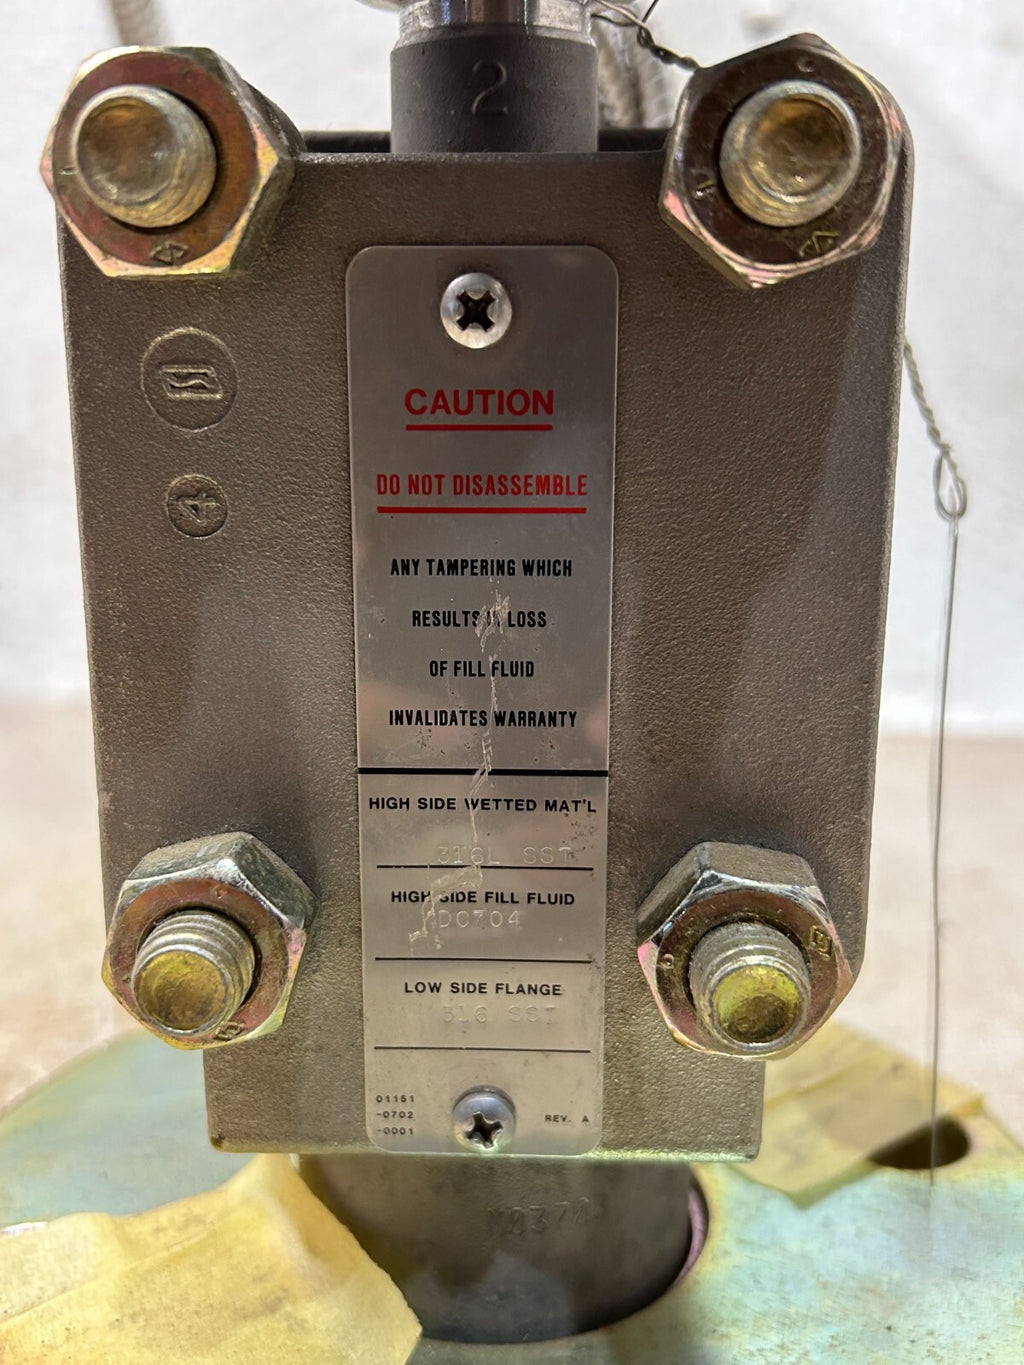 2
CAUTION
DO NOT DISASSEMBLE
ANY TAMPERING WHICH
RESULTS IN LOSS
OF FILL FLUID
INVALIDATES WARRANTY
HIGH SIDE WETTED MAT'L
316L SST
HIGH SIDE FILL FLUID
DC704
LOW SIDE FLANGE
316 SST
01151
-0702
-0001
REV. A
4